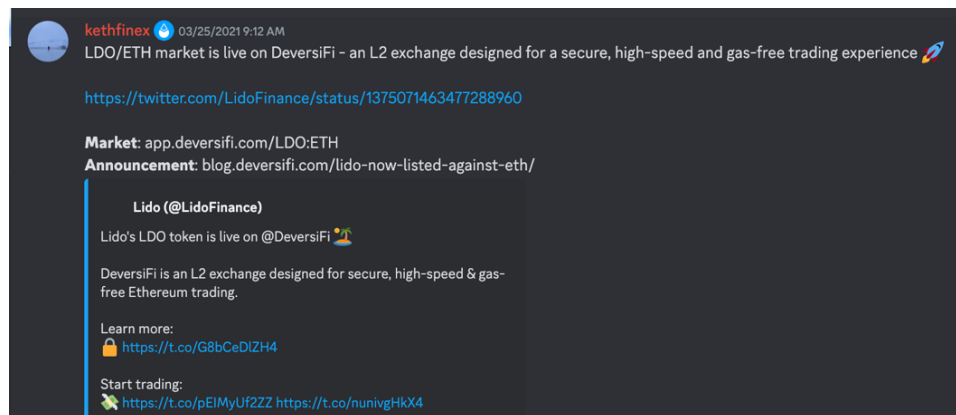 kethfinex 03/25/2021 9:12 AM
LDO/ETH market is live on DeversiFi - an L2 exchange designed for a secure, high-speed and gas-free trading experience 🚀
https://twitter.com/LidoFinance/status/1375071463477288960
Market: app.deversifi.com/LDO:ETH
Announcement: blog.deversifi.com/lido-now-listed-against-eth/
Lido (@LidoFinance)
Lido's LDO token is live on @DeversiFi 🏝️
DeversiFi is an L2 exchange designed for secure, high-speed & gas-
free Ethereum trading.
Learn more:
🔒 https://t.co/G8bCeDlZH4
Start trading:
💸 https://t.co/pEIMyUf2ZZ https://t.co/nunivgHkX4